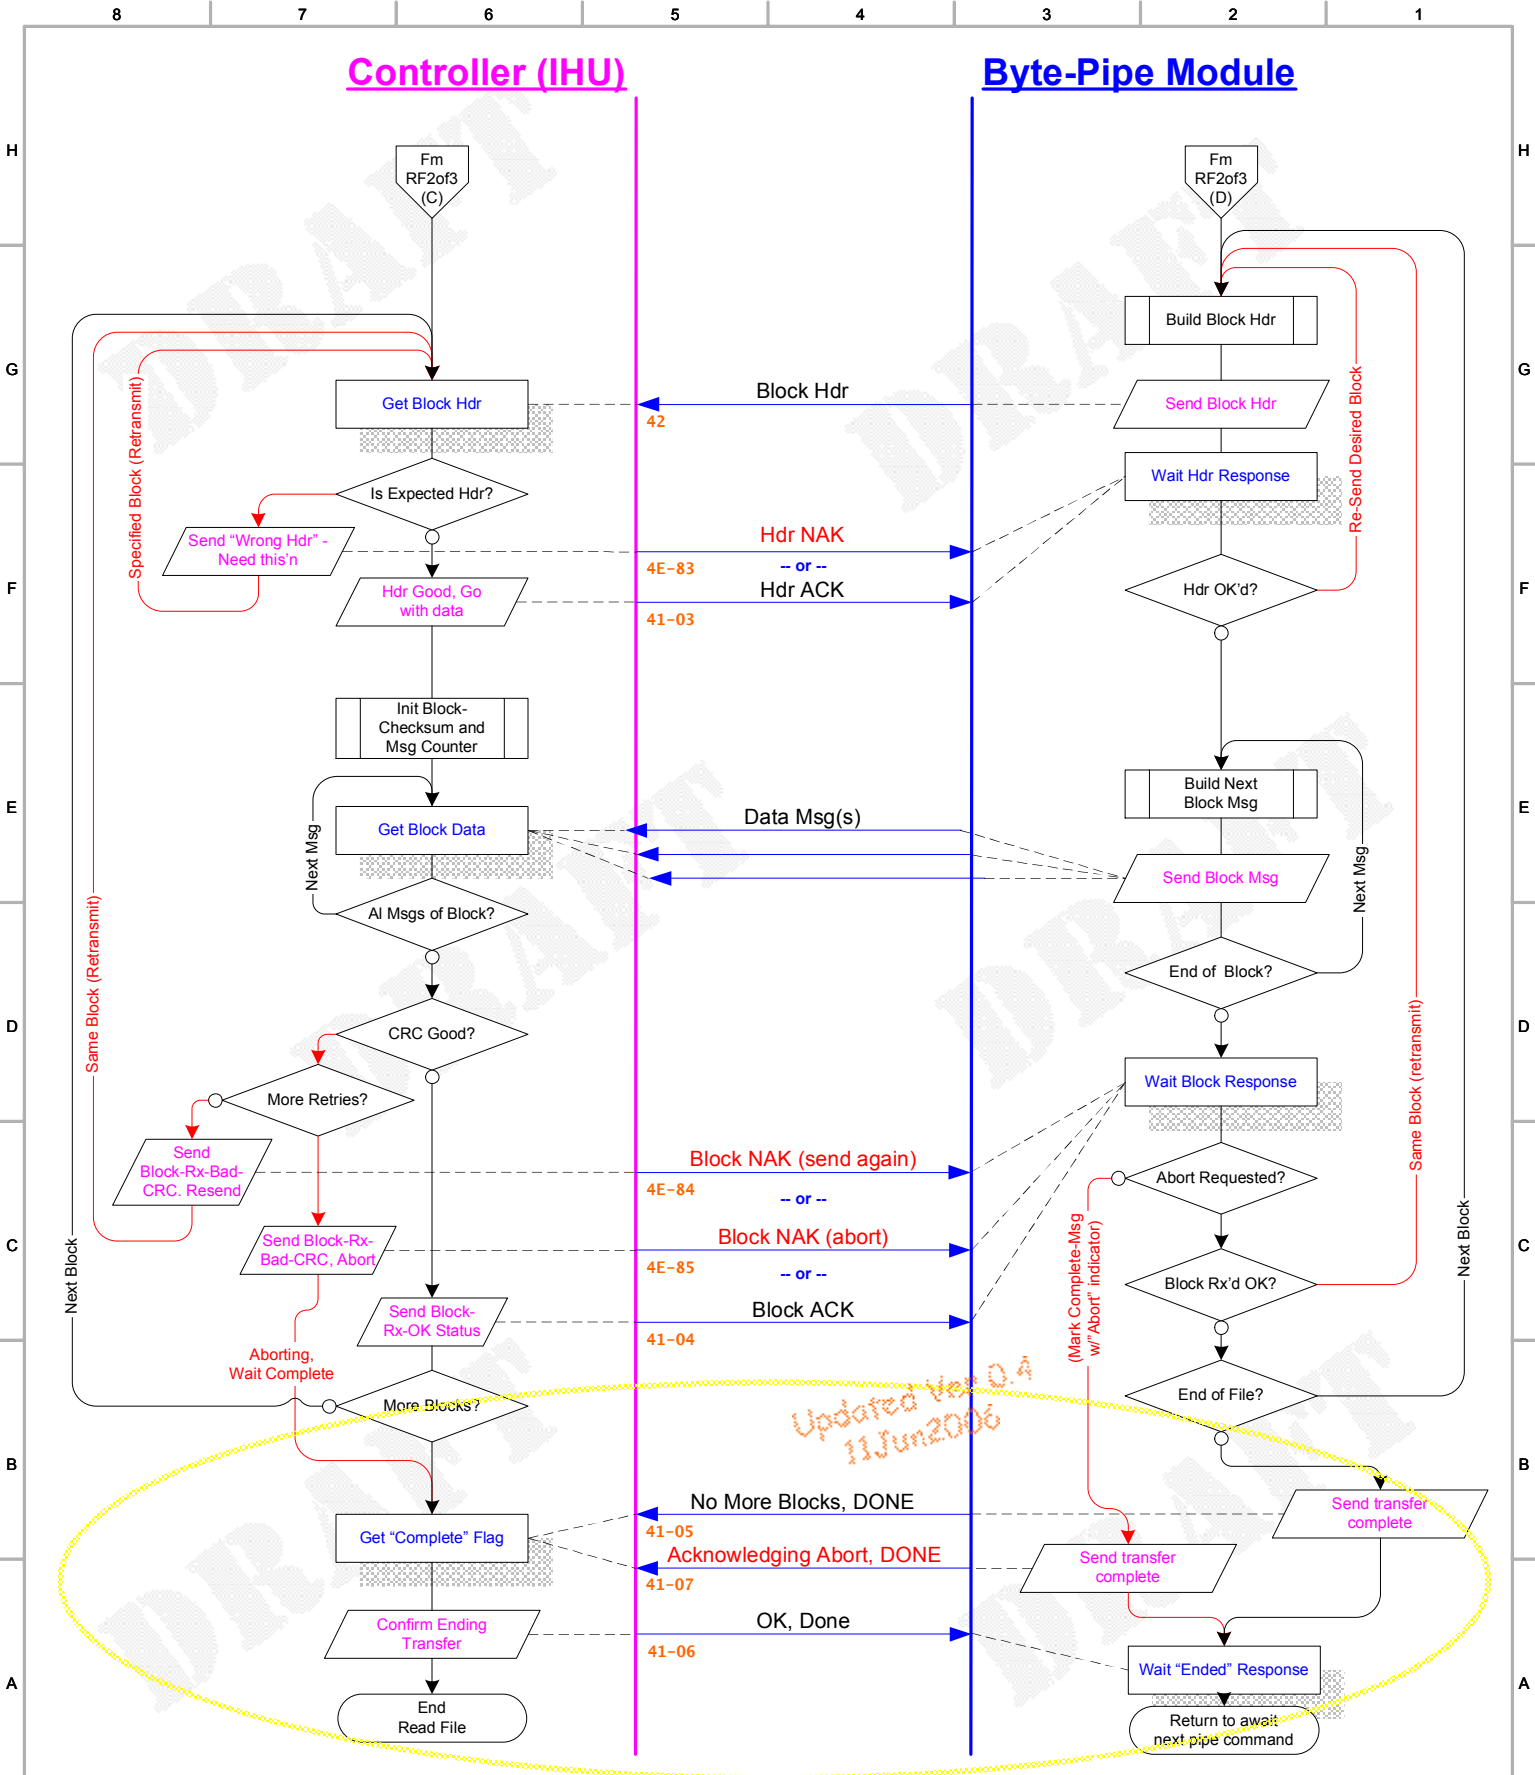 8 7 6 5 4 3 2 1
Controller (IHU)
Byte-Pipe Module
H
H
Fm
RF2of3
(C)
Fm
RF2of3
(D)
DRAFT
DRAFT
Build Block Hdr
G
G
Get Block Hdr
Block Hdr
42
Send Block Hdr
Specified Block (Retransmit)
Re-Send Desired Block
Wait Hdr Response
Is Expected Hdr?
Send “Wrong Hdr” -
Need this’n
Hdr NAK
4E-83
-- or --
F
F
Hdr Good, Go
with data
Hdr ACK
41-03
Hdr OK’d?
Init Block-
Checksum and
Msg Counter
DRAFT
DRAFT
Build Next
Block Msg
E
E
Get Block Data
Data Msg(s)
Next Msg
Next Msg
Send Block Msg
Al Msgs of Block?
End of Block?
Same Block (Retransmit)
Same Block (retransmit)
D
D
CRC Good?
Wait Block Response
More Retries?
Send
Block-Rx-Bad-
CRC. Resend
Block NAK (send again)
4E-84
-- or --
Abort Requested?
Send Block-Rx-
Bad-CRC, Abort
Block NAK (abort)
4E-85
-- or --
C
C
Next Block
Next Block
(Mark Complete-Msg
w/”Abort” indicator)
Block Rx’d OK?
Send Block-
Rx-OK Status
Block ACK
41-04
Aborting,
Wait Complete
DRAFT
DRAFT
More Blocks?
End of File?
Updated Ver 0.4
11Jun2006
B
B
Get “Complete” Flag
No More Blocks, DONE
41-05
Send transfer
complete
Acknowledging Abort, DONE
41-07
Send transfer
complete
Confirm Ending
Transfer
OK, Done
41-06
Wait “Ended” Response
A
A
End
Read File
Return to await
next pipe command